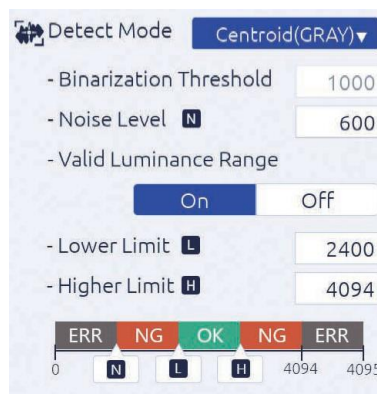 Detect Mode Centroid(GRAY)▼
- Binarization Threshold 1000
- Noise Level N 600
- Valid Luminance Range
On Off
- Lower Limit L 2400
- Higher Limit H 4094
ERR NG OK NG ERR
0 N L H 4094 4095